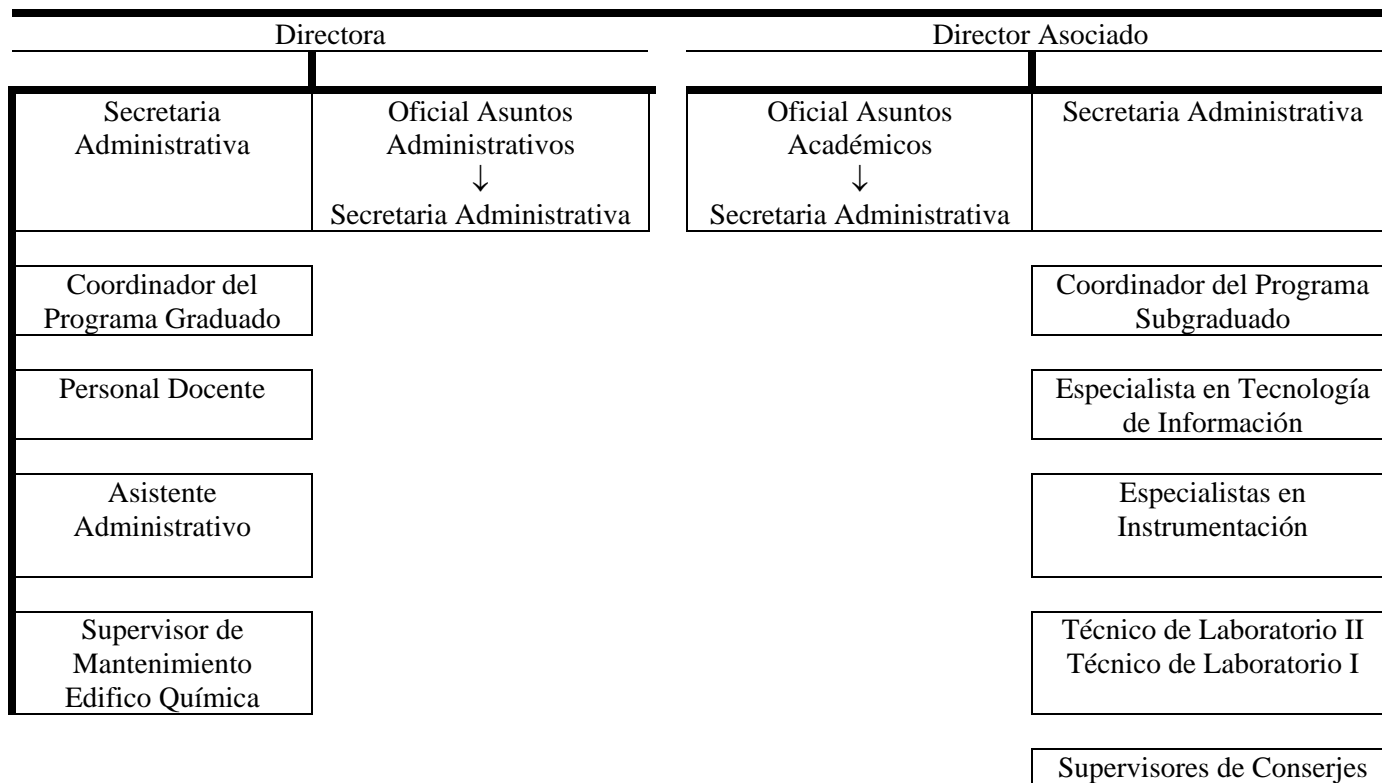 Directora
Director Asociado
Secretaria
Administrativa
Oficial Asuntos
Administrativos
↓
Secretaria Administrativa
Oficial Asuntos
Académicos
↓
Secretaria Administrativa
Secretaria Administrativa
Coordinador del
Programa Graduado
Coordinador del Programa
Subgraduado
Personal Docente
Especialista en Tecnología
de Información
Asistente
Administrativo
Especialistas en
Instrumentación
Supervisor de
Mantenimiento
Edifico Química
Técnico de Laboratorio II
Técnico de Laboratorio I
Supervisores de Conserjes